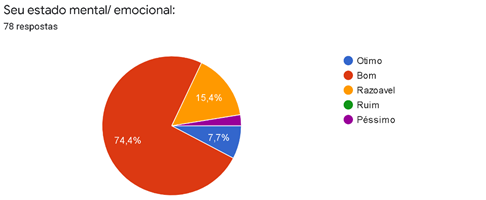 Seu estado mental/ emocional:
78 respostas
Otimo
Bom
Razoavel
Ruim
Péssimo
15,4%
74,4%
7,7%